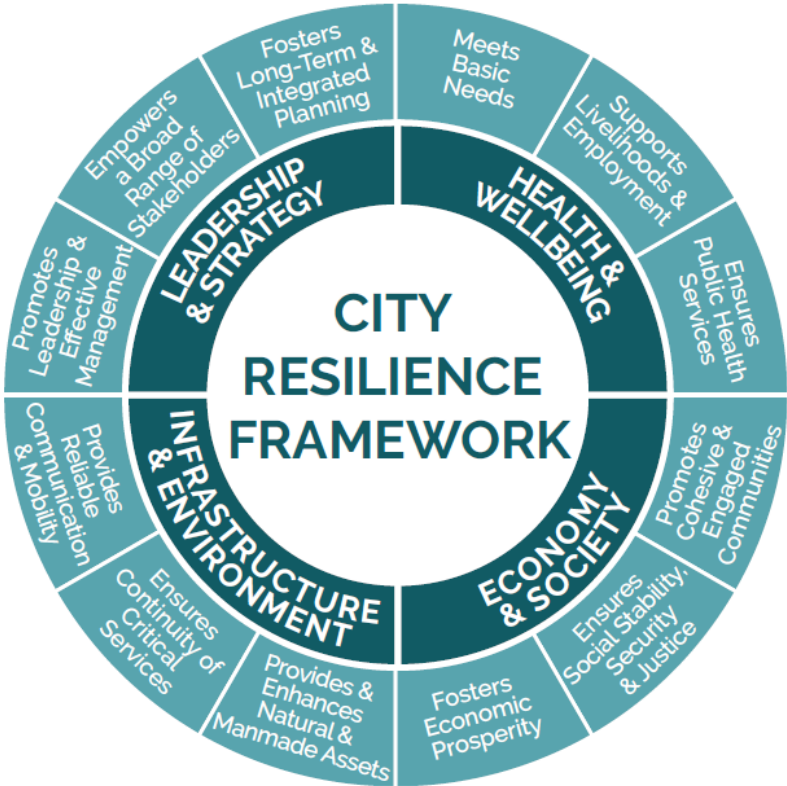 CITY
RESILIENCE
FRAMEWORK
HEALTH &
WELLBEING
Meets
Basic
Needs
Supports
Livelihoods &
Employment
Ensures
Public Health
Services
ECONOMY
& SOCIETY
Promotes
Cohesive &
Engaged
Communities
Ensures
Social Stability,
Security
& Justice
Fosters
Economic
Prosperity
INFRASTRUCTURE
& ENVIRONMENT
Provides &
Enhances
Natural &
Manmade Assets
Ensures
Continuity of
Critical
Services
Provides
Reliable
Communication
& Mobility
LEADERSHIP
& STRATEGY
Promotes
Leadership &
Effective
Management
Empowers
a Broad
Range of
Stakeholders
Fosters
Long-Term &
Integrated
Planning